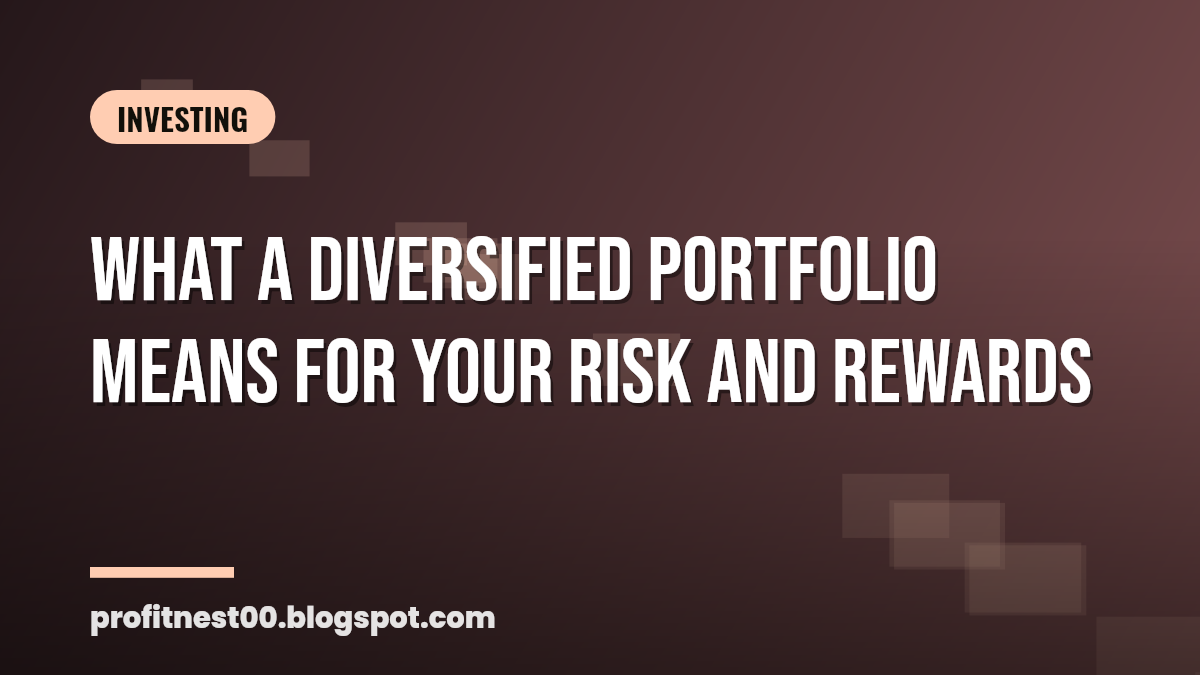 INVESTING
WHAT A DIVERSIFIED PORTFOLIO
MEANS FOR YOUR RISK AND REWARDS
profitnest00.blogspot.com